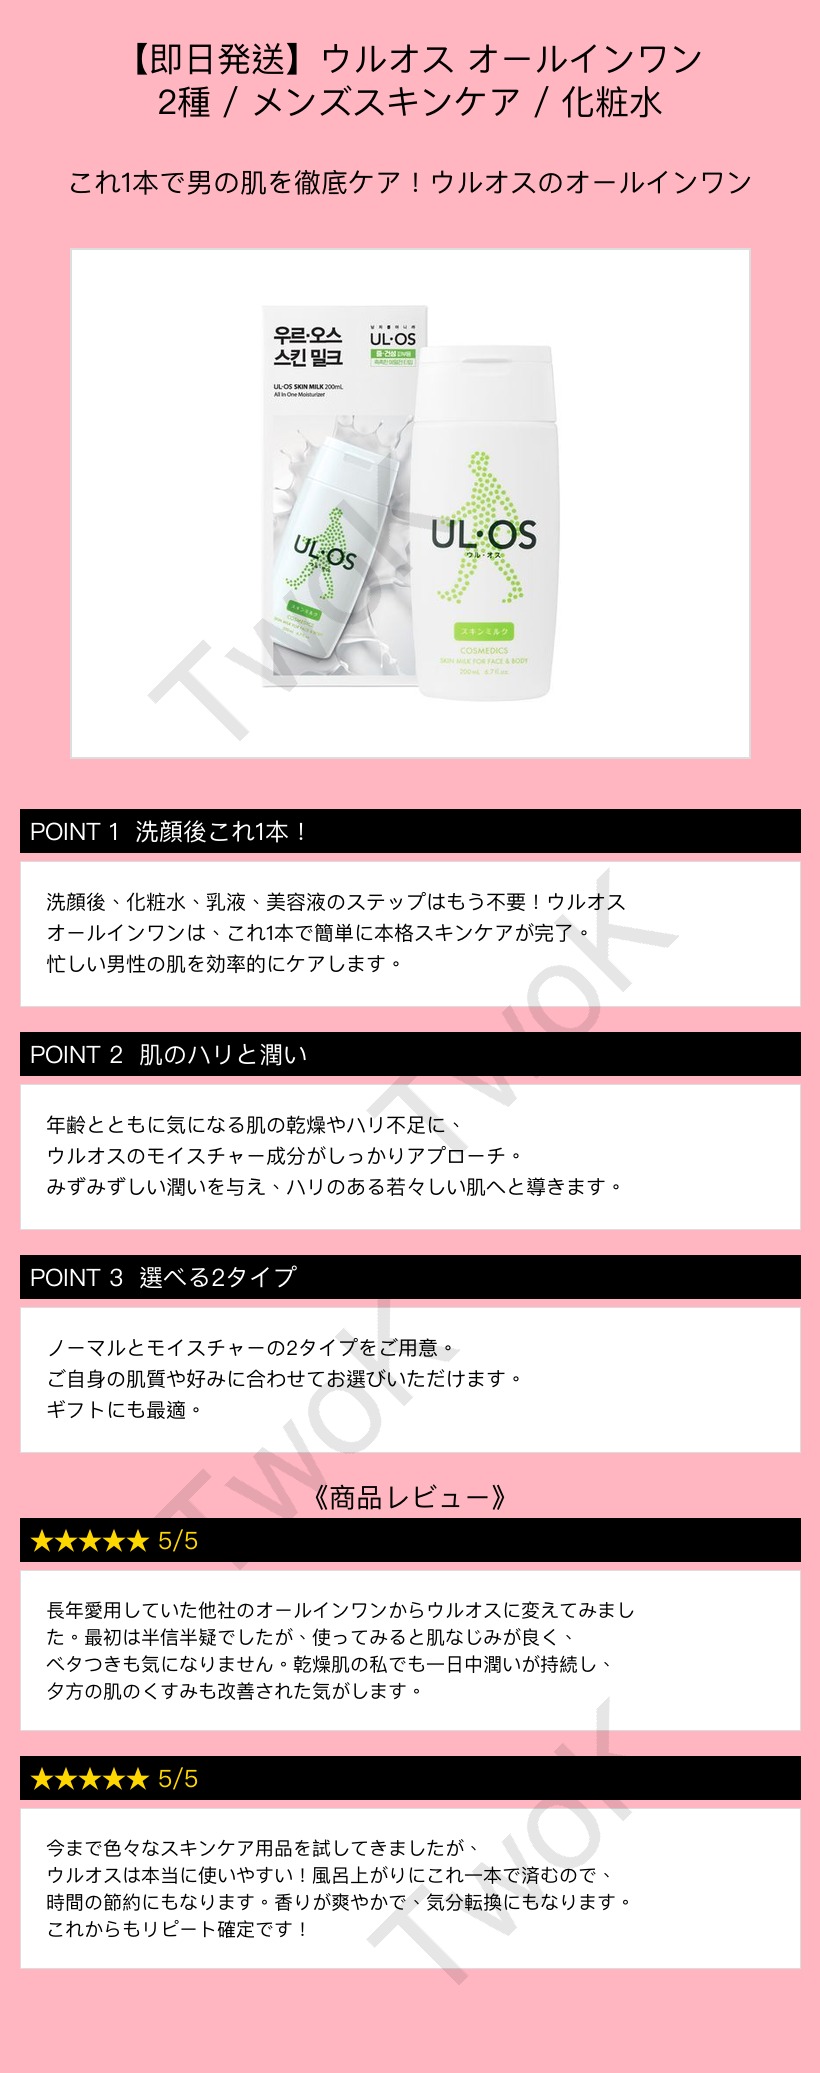 【即日発送】ウルオス オールインワン
2種 / メンズスキンケア / 化粧水
これ1本で男の肌を徹底ケア！ウルオスのオールインワン
우르·오스
스킨 밀크
UL·OS
UL·OS SKIN MILK 200mL
All In One Moisturizer
UL·OS
スキンミルク
COSMEDICS
UL·OS
ウル・オス
スキンミルク
COSMEDICS
SKIN MILK FOR FACE & BODY
200mL 6.7fl.oz
TwoK
POINT 1 洗顔後これ1本！
洗顔後、化粧水、乳液、美容液のステップはもう不要！ウルオス
オールインワンは、これ1本で簡単に本格スキンケアが完了。
忙しい男性の肌を効率的にケアします。
TwoK
POINT 2 肌のハリと潤い
年齢とともに気になる肌の乾燥やハリ不足に、
ウルオスのモイスチャー成分がしっかりアプローチ。
みずみずしい潤いを与え、ハリのある若々しい肌へと導きます。
POINT 3 選べる2タイプ
ノーマルとモイスチャーの2タイプをご用意。
ご自身の肌質や好みに合わせてお選びいただけます。
ギフトにも最適。
TwoK
《商品レビュー》
★★★★★ 5/5
長年愛用していた他社のオールインワンからウルオスに変えてみまし
た。最初は半信半疑でしたが、使ってみると肌なじみが良く、
ベタつきも気になりません。乾燥肌の私でも一日中潤いが持続し、
夕方の肌のくすみも改善された気がします。
★★★★★ 5/5
今まで色々なスキンケア用品を試してきましたが、
ウルオスは本当に使いやすい！風呂上がりにこれ一本で済むので、
時間の節約にもなります。香りが爽やかで、気分転換にもなります。
これからもリピート確定です！
TwoK